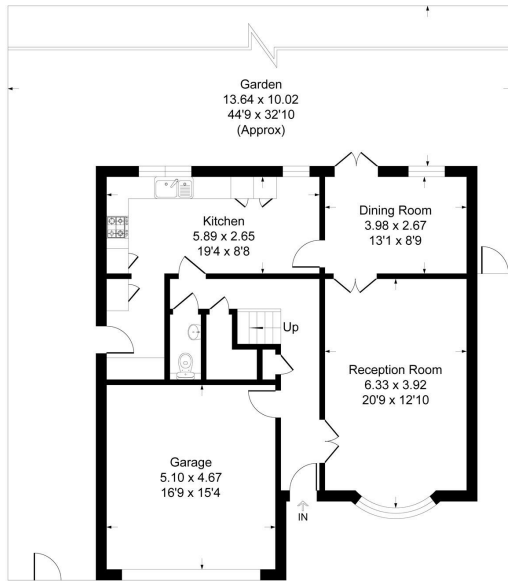 Garden
13.64 x 10.02
44'9 x 32'10
(Approx)
Kitchen
5.89 x 2.65
19'4 x 8'8
Dining Room
3.98 x 2.67
13'1 x 8'9
Up
Reception Room
6.33 x 3.92
20'9 x 12'10
Garage
5.10 x 4.67
16'9 x 15'4
IN